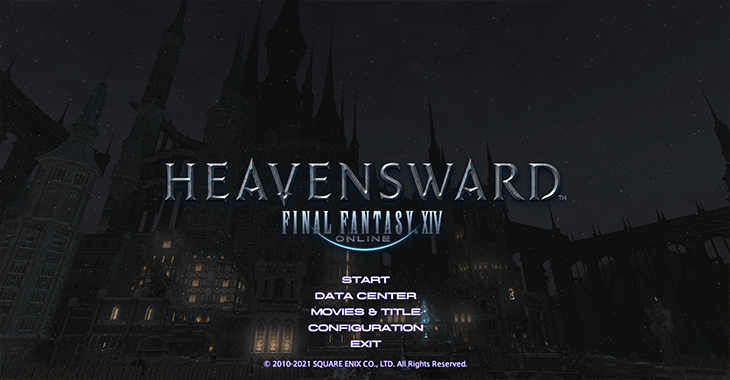 HEAVENSWARD™
FINAL FANTASY XIV
ONLINE
START
DATA CENTER
MOVIES & TITLE
CONFIGURATION
EXIT
© 2010-2021 SQUARE ENIX CO., LTD. All Rights Reserved.